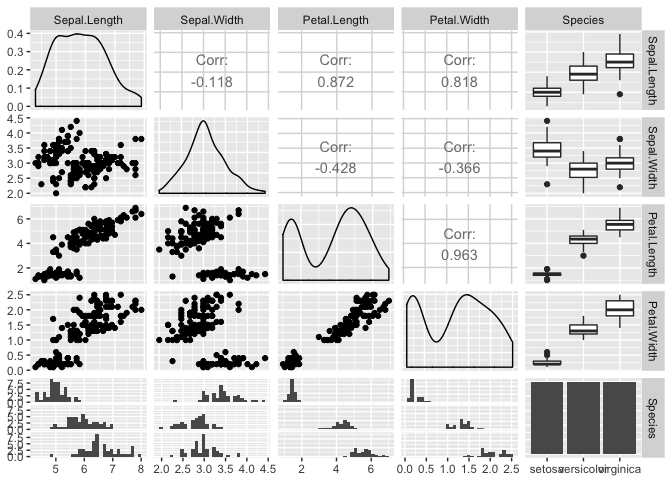 Sepal.Length Sepal.Width Petal.Length Petal.Width Species
0.4
0.3
0.2
0.1
0.0
Corr:
-0.118
Corr:
0.872
Corr:
0.818
Sepal.Length
4.5
4.0
3.5
3.0
2.5
2.0
Corr:
-0.428
Corr:
-0.366
Sepal.Width
6
4
2
Corr:
0.963
Petal.Length
2.5
2.0
1.5
1.0
0.5
0.0
Petal.Width
7.5
5.0
2.5
0.0
7.5
5.0
2.5
0.0
7.5
5.0
2.5
0.0
Species
5 6 7 8
2.0 2.5 3.0 3.5 4.0 4.5
2 4 6
0.0 0.5 1.0 1.5 2.0 2.5
setosa versicolor virginica